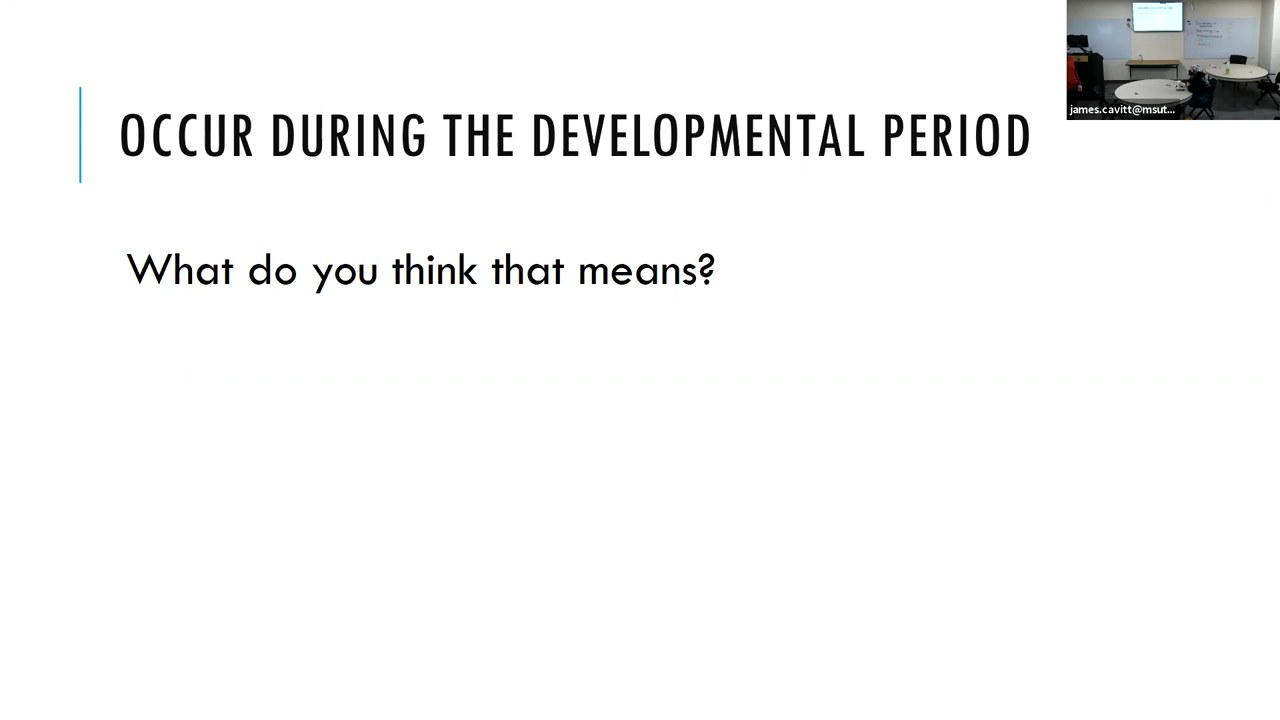 OCCUR DURING THE DEVELOPMENTAL PERIOD
james.cavitt@msut...
What do you think that means?